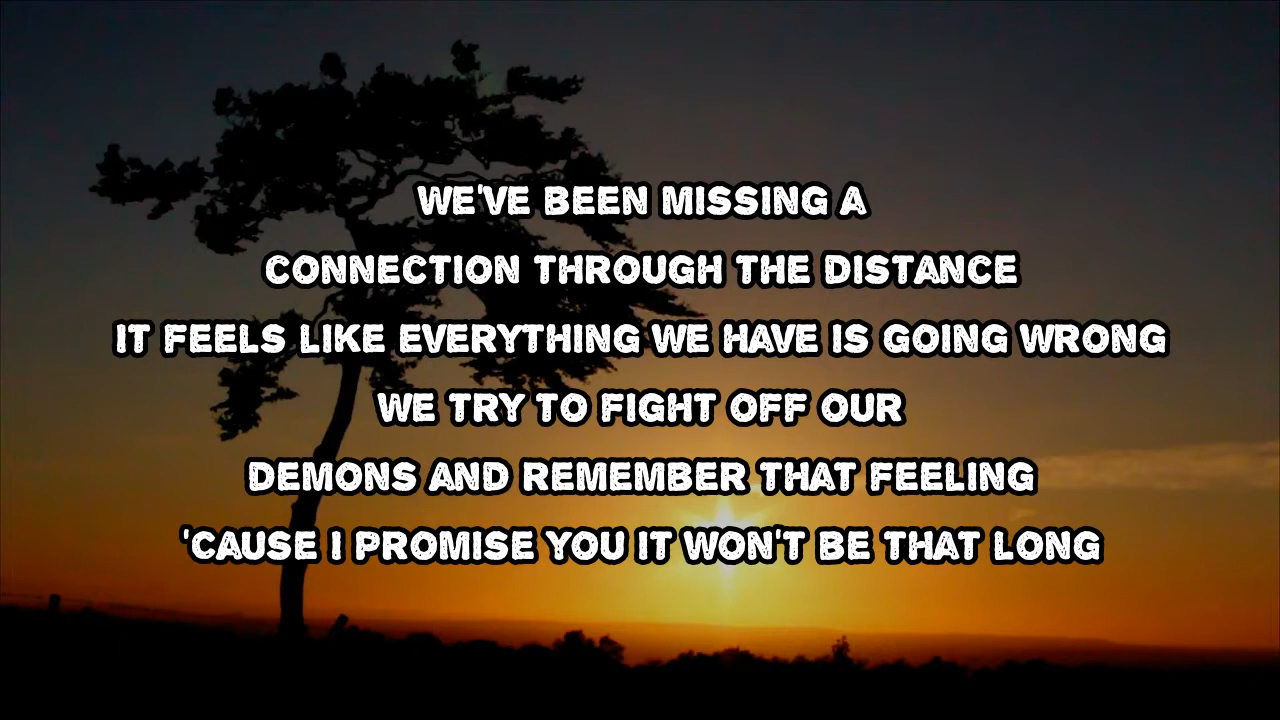 WE'VE BEEN MISSING A
CONNECTION THROUGH THE DISTANCE
IT FEELS LIKE EVERYTHING WE HAVE IS GOING WRONG
WE TRY TO FIGHT OFF OUR
DEMONS AND REMEMBER THAT FEELING
'CAUSE I PROMISE YOU IT WON'T BE THAT LONG